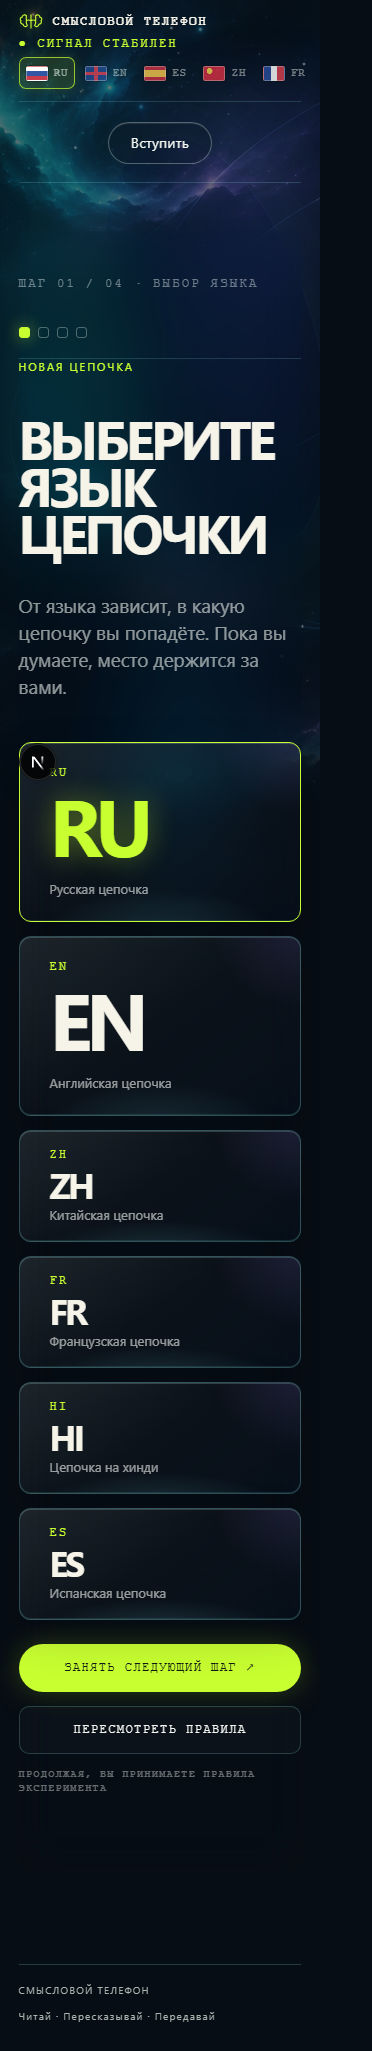 СМЫСЛОВОЙ ТЕЛЕФОН
СИГНАЛ СТАБИЛЕН
RU EN ES ZH FR
Вступить
ШАГ 01 / 04 · ВЫБОР ЯЗЫКА
НОВАЯ ЦЕПОЧКА
ВЫБЕРИТЕ
ЯЗЫК
ЦЕПОЧКИ
От языка зависит, в какую
цепочку вы попадёте. Пока вы
думаете, место держится за
вами.
N
RU
RU
Русская цепочка
EN
EN
Английская цепочка
ZH
ZH
Китайская цепочка
FR
FR
Французская цепочка
HI
HI
Цепочка на хинди
ES
ES
Испанская цепочка
ЗАНЯТЬ СЛЕДУЮЩИЙ ШАГ ↗
ПЕРЕСМОТРЕТЬ ПРАВИЛА
ПРОДОЛЖАЯ, ВЫ ПРИНИМАЕТЕ ПРАВИЛА
ЭКСПЕРИМЕНТА
СМЫСЛОВОЙ ТЕЛЕФОН
Читай · Пересказывай · Передавай